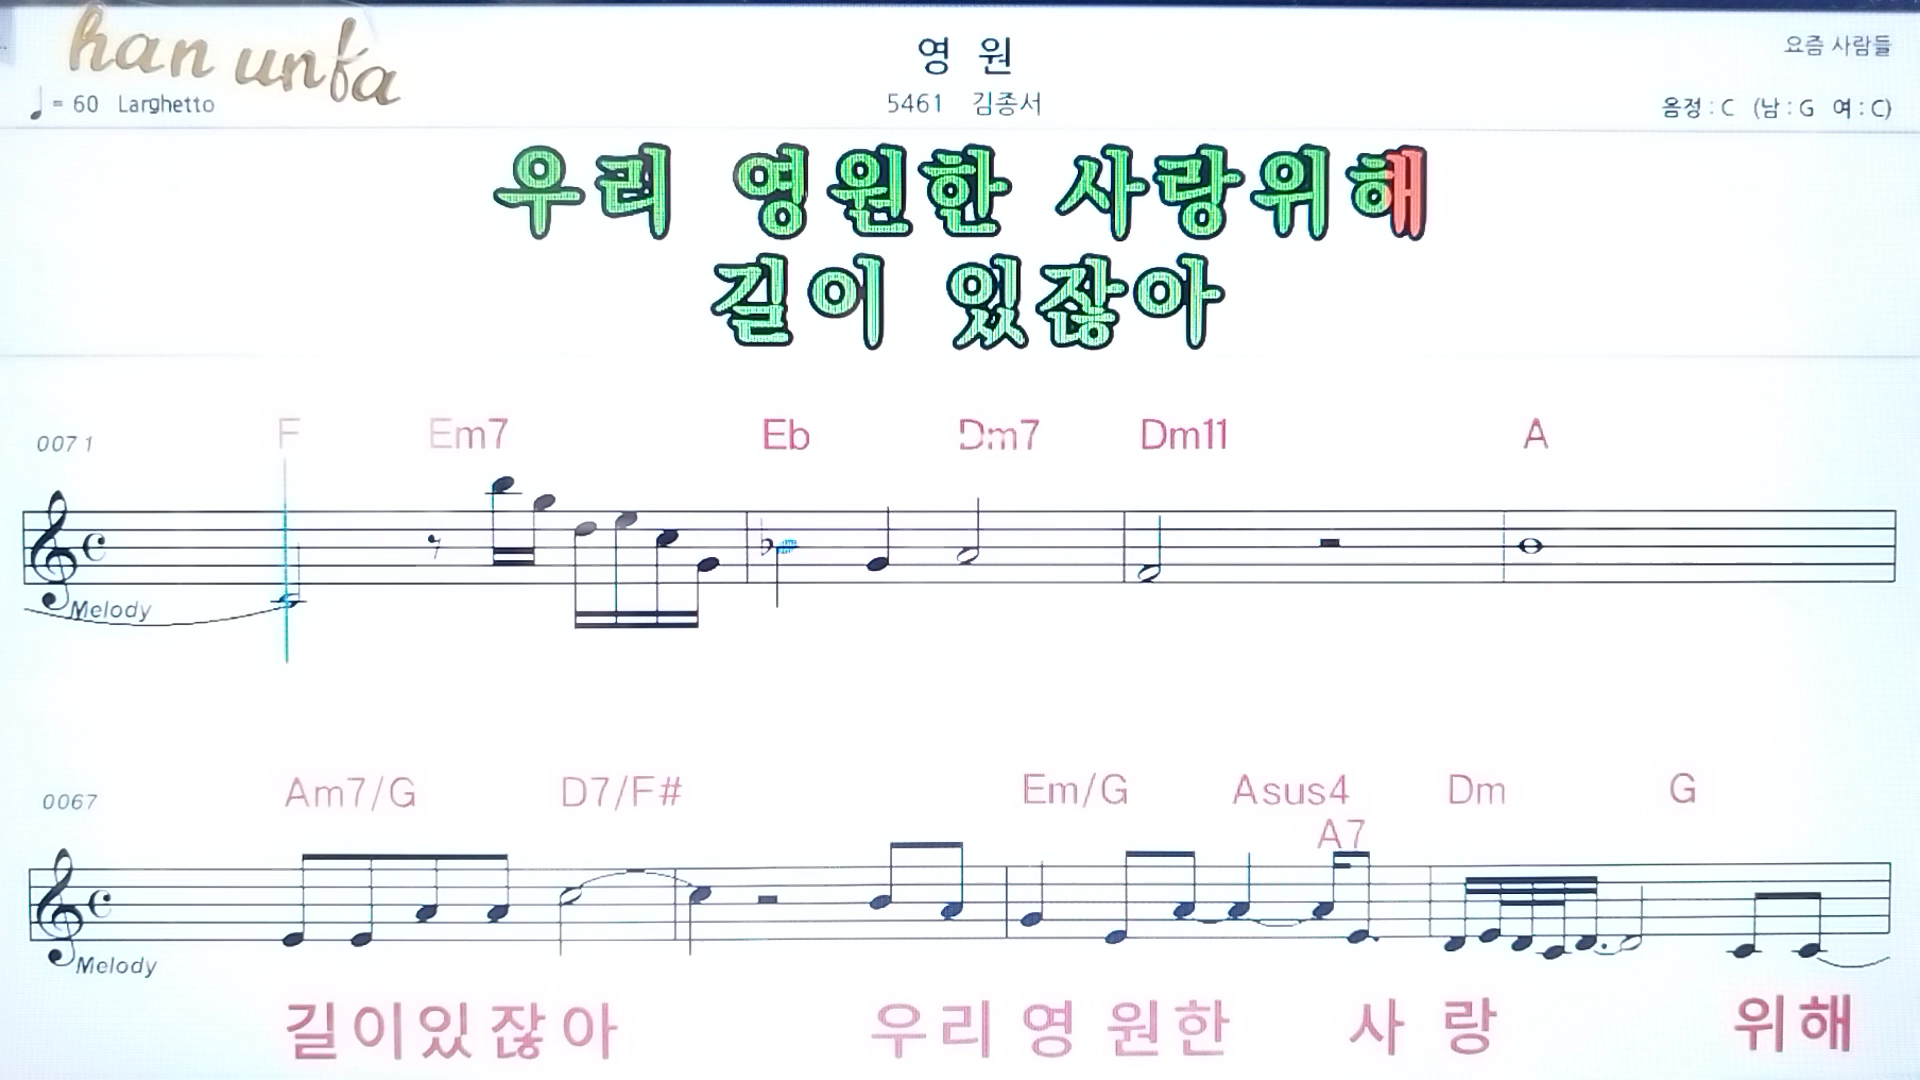 han unfa
영 원
요즘 사람들
= 60 Larghetto
5461 김종서
음정 : C (남 : G 여 : C)
우리 영원한 사랑위해
길이 있잖아
0071
F Em7 Eb Dm7 Dm11 A
Melody
0067
Am7/G D7/F# Em/G Asus4 Dm G
A7
Melody
길이있잖아 우리영원한 사랑 위해